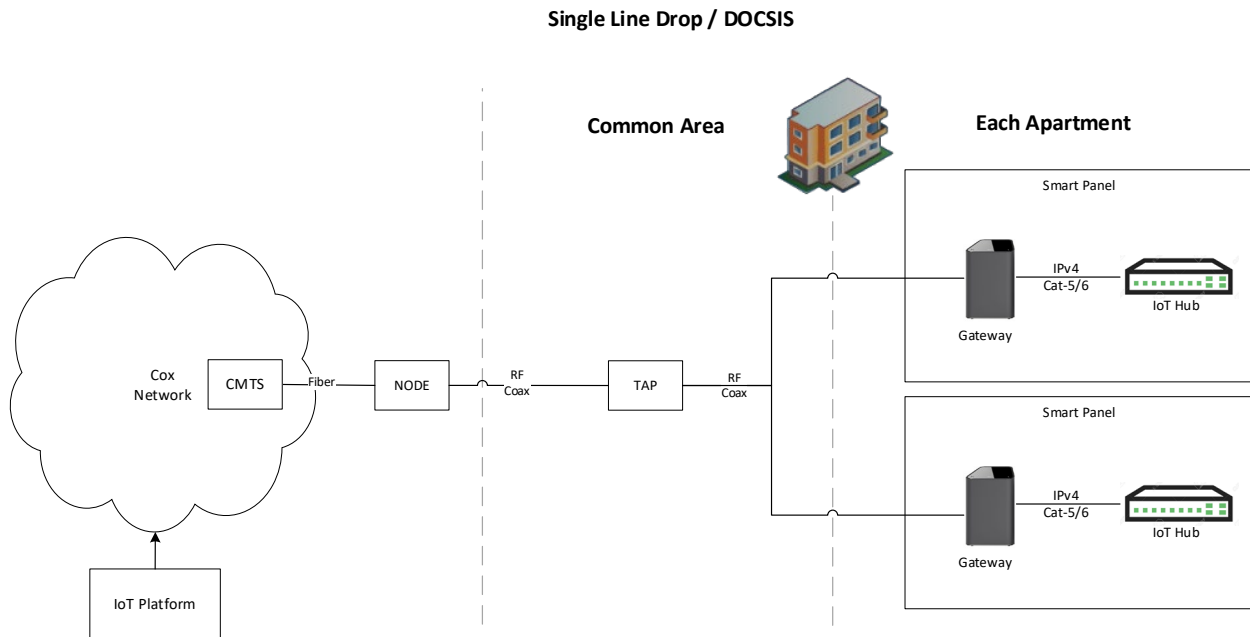 Single Line Drop / DOCSIS
Common Area
Each Apartment
Smart Panel
IPv4
Cat-5/6
Gateway
IoT Hub
Cox
Network
CMTS
Fiber
NODE
RF
Coax
TAP
RF
Coax
Smart Panel
IPv4
Cat-5/6
Gateway
IoT Hub
IoT Platform